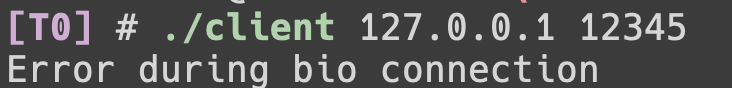 [T0] # ./client 127.0.0.1 12345
Error during bio connection